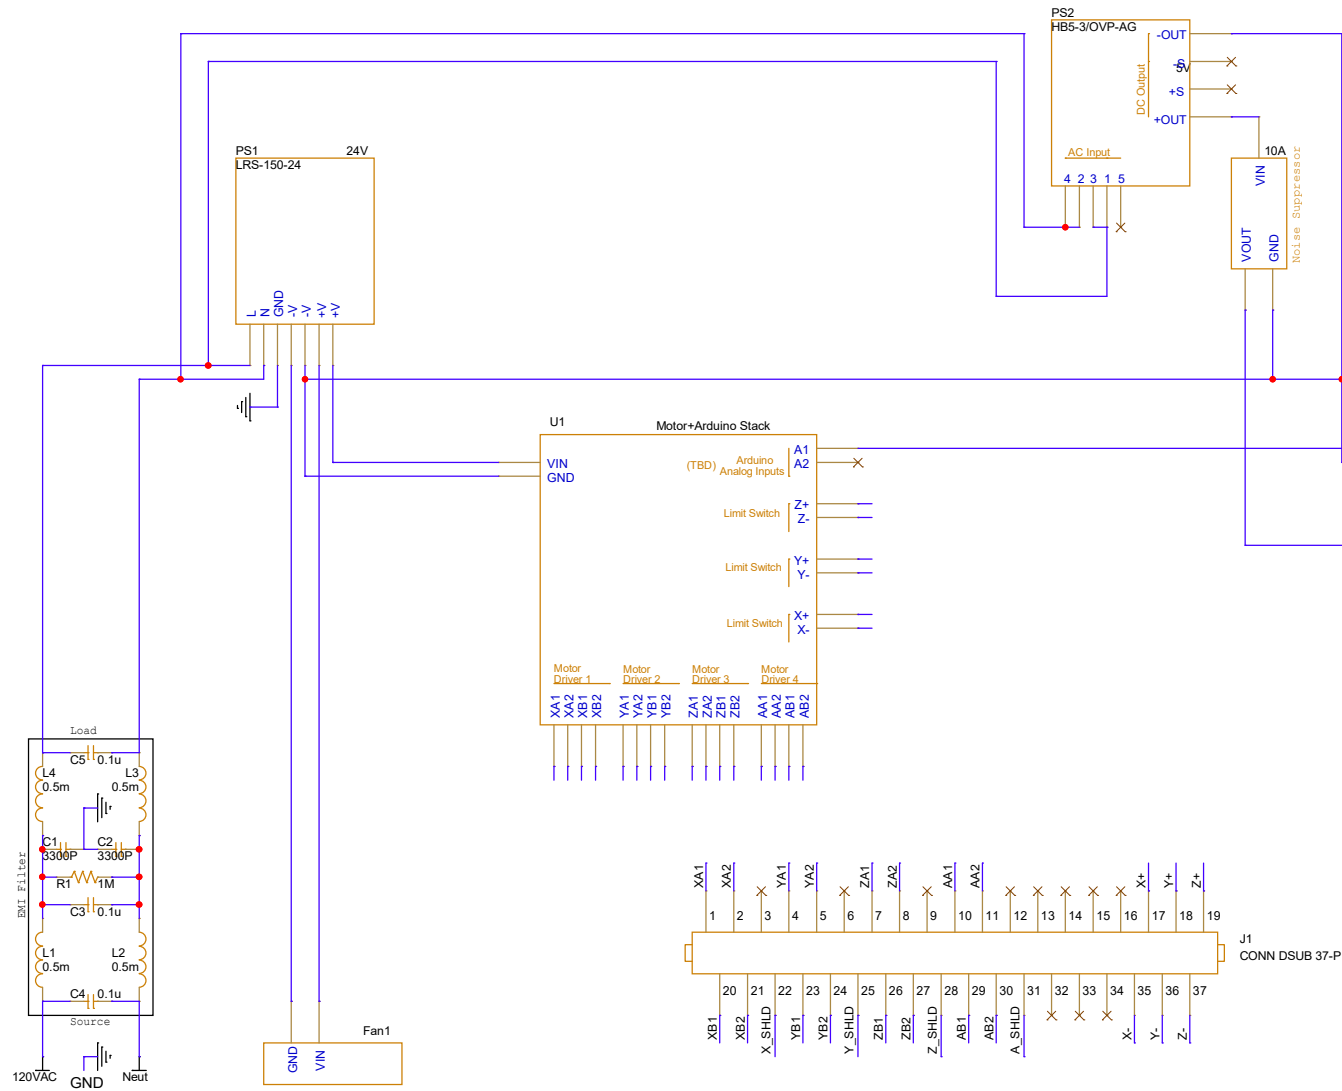 PS2
HB5-3/OVP-AG
-OUT
-S
5V
+S
+OUT
DC Output
AC Input
4 2 3 1 5
10A
VIN
VOUT
GND
Noise Suppressor
PS1
24V
LRS-150-24
L
N
GND
-V
-V
+V
+V
U1
Motor+Arduino Stack
VIN
GND
(TBD)
Arduino
Analog Inputs
A1
A2
Limit Switch
Z+
Z-
Limit Switch
Y+
Y-
Limit Switch
X+
X-
Motor
Driver 1
Motor
Driver 2
Motor
Driver 3
Motor
Driver 4
XA1
XA2
XB1
XB2
YA1
YA2
YB1
YB2
ZA1
ZA2
ZB1
ZB2
AA1
AA2
AB1
AB2
Load
C5
0.1u
L4
0.5m
L3
0.5m
C1
3300P
C2
3300P
R1
1M
C3
0.1u
L1
0.5m
L2
0.5m
C4
0.1u
Source
EMI Filter
120VAC
GND
Neut
Fan1
GND
VIN
XA1
XA2
YA1
YA2
ZA1
ZA2
AA1
AA2
X+
Y+
Z+
1 2 3 4 5 6 7 8 9 10 11 12 13 14 15 16 17 18 19
J1
CONN DSUB 37-P
20 21 22 23 24 25 26 27 28 29 30 31 32 33 34 35 36 37
XB1
XB2
X_SHLD
YB1
YB2
Y_SHLD
ZB1
ZB2
Z_SHLD
AB1
AB2
A_SHLD
X-
Y-
Z-